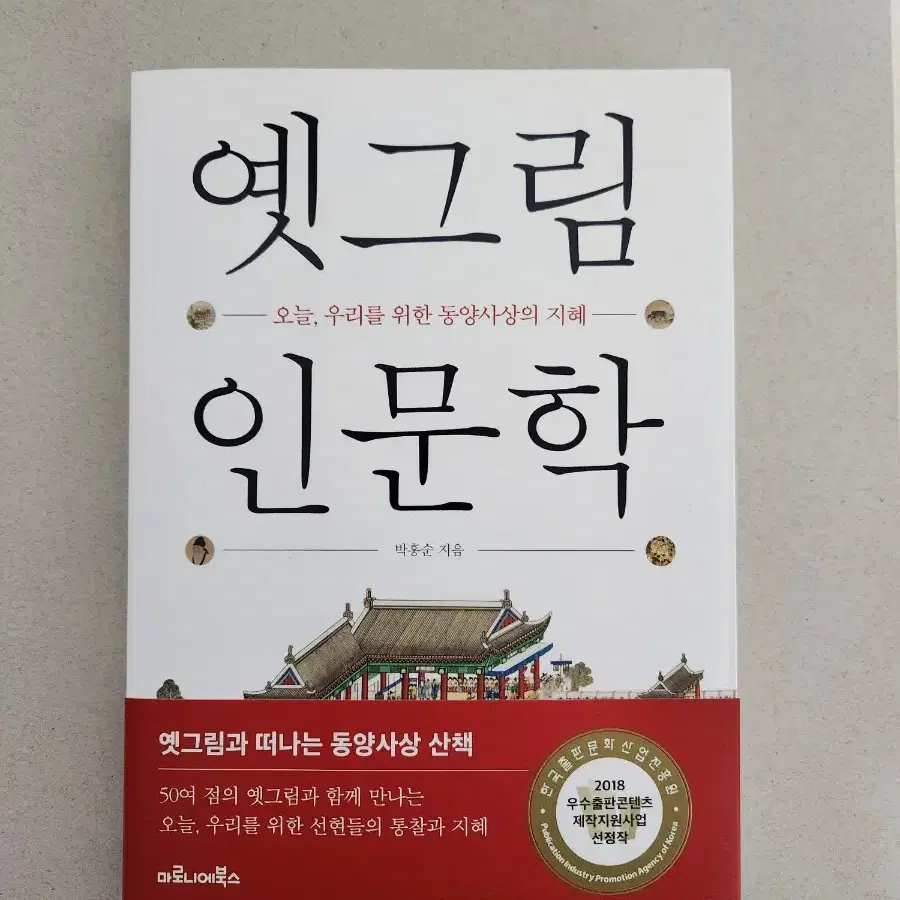 옛그림
오늘, 우리를 위한 동양사상의 지혜
인문학
박홍순 지음
옛그림과 떠나는 동양사상 산책
50여 점의 옛그림과 함께 만나는
오늘, 우리를 위한 선현들의 통찰과 지혜
마로니에북스
한국출판문화산업진흥원
2018
우수출판콘텐츠
제작지원사업
선정작
Publication Industry Promotion Agency of Korea